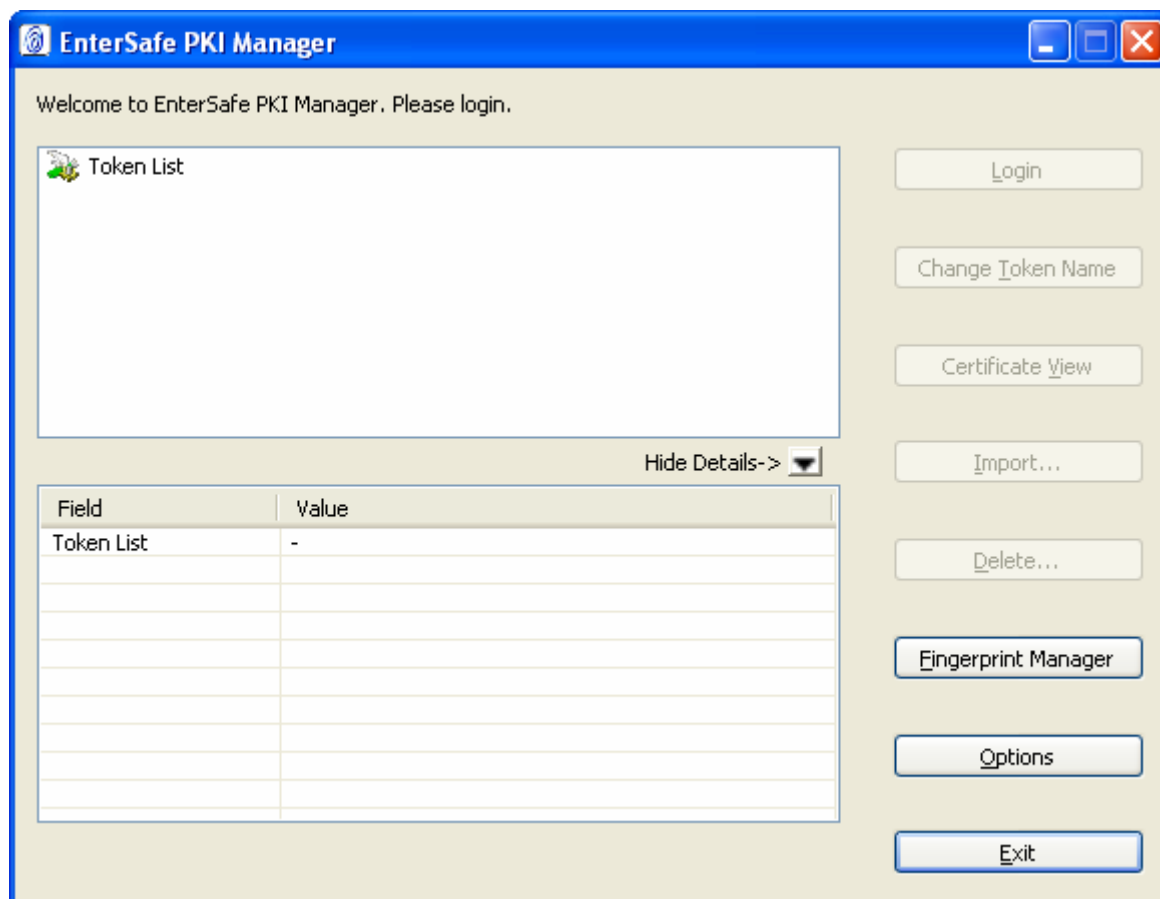 EnterSafe PKI Manager
Welcome to EnterSafe PKI Manager. Please login.
Token List
Login
Change Token Name
Certificate View
Hide Details->
Import...
Field Value
Token List -
Delete...
Fingerprint Manager
Options
Exit